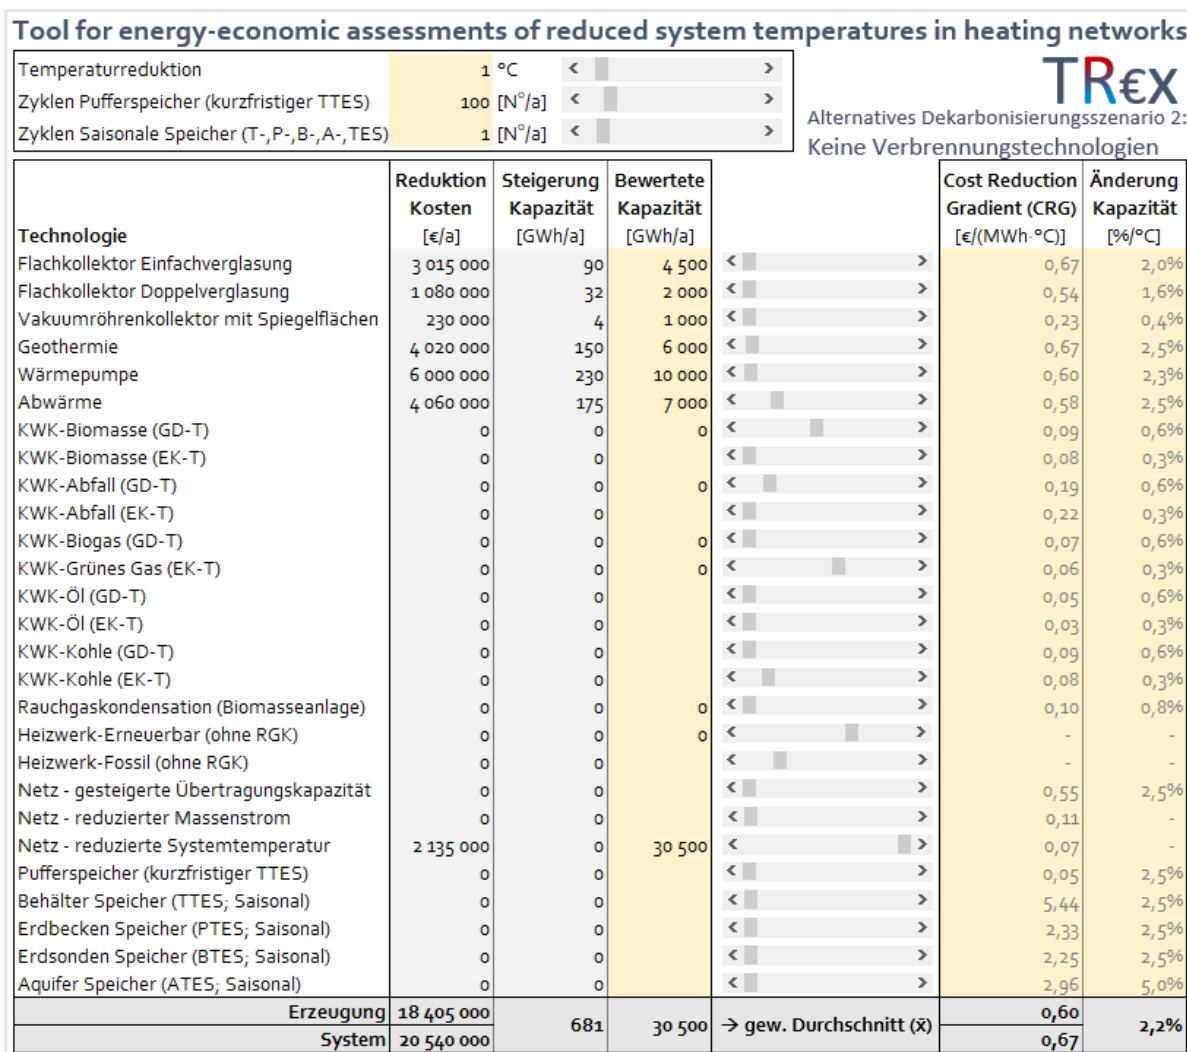 Tool for energy-economic assessments of reduced system temperatures in heating networks
Temperaturreduktion 1 °C < >
Zyklen Pufferspeicher (kurzfristiger TTES) 100 [N°/a] < >
Zyklen Saisonale Speicher (T-,P-,B-,A-,TES) 1 [N°/a] < >
TR€X
Alternatives Dekarbonisierungsszenario 2:
Keine Verbrennungstechnologien
Reduktion Steigerung Bewertete Cost Reduction Änderung
Kosten Kapazität Kapazität Gradient (CRG) Kapazität
Technologie [€/a] [GWh/a] [GWh/a] [€/(MWh·°C)] [%/°C]
Flachkollektor Einfachverglasung 3 015 000 90 4 500 < > 0,67 2,0%
Flachkollektor Doppelverglasung 1 080 000 32 2 000 < > 0,54 1,6%
Vakuumröhrenkollektor mit Spiegelflächen 230 000 4 1 000 < > 0,23 0,4%
Geothermie 4 020 000 150 6 000 < > 0,67 2,5%
Wärmepumpe 6 000 000 230 10 000 < > 0,60 2,3%
Abwärme 4 060 000 175 7 000 < > 0,58 2,5%
KWK-Biomasse (GD-T) 0 0 0 < > 0,09 0,6%
KWK-Biomasse (EK-T) 0 0 < > 0,08 0,3%
KWK-Abfall (GD-T) 0 0 0 < > 0,19 0,6%
KWK-Abfall (EK-T) 0 0 < > 0,22 0,3%
KWK-Biogas (GD-T) 0 0 0 < > 0,07 0,6%
KWK-Grünes Gas (EK-T) 0 0 0 < > 0,06 0,3%
KWK-Öl (GD-T) 0 0 < > 0,05 0,6%
KWK-Öl (EK-T) 0 0 < > 0,03 0,3%
KWK-Kohle (GD-T) 0 0 < > 0,09 0,6%
KWK-Kohle (EK-T) 0 0 < > 0,08 0,3%
Rauchgaskondensation (Biomasseanlage) 0 0 0 < > 0,10 0,8%
Heizwerk-Erneuerbar (ohne RGK) 0 0 0 < > - -
Heizwerk-Fossil (ohne RGK) 0 0 < > - -
Netz - gesteigerte Übertragungskapazität 0 0 < > 0,55 2,5%
Netz - reduzierter Massenstrom 0 0 < > 0,11 -
Netz - reduzierte Systemtemperatur 2 135 000 0 30 500 < > 0,07 -
Pufferspeicher (kurzfristiger TTES) 0 0 < > 0,05 2,5%
Behälter Speicher (TTES; Saisonal) 0 0 < > 5,44 2,5%
Erdbecken Speicher (PTES; Saisonal) 0 0 < > 2,33 2,5%
Erdsonden Speicher (BTES; Saisonal) 0 0 < > 2,25 2,5%
Aquifer Speicher (ATES; Saisonal) 0 0 < > 2,96 5,0%
Erzeugung 18 405 000 0,60
681 30 500 → gew. Durchschnitt (x̄) 2,2%
System 20 540 000 0,67